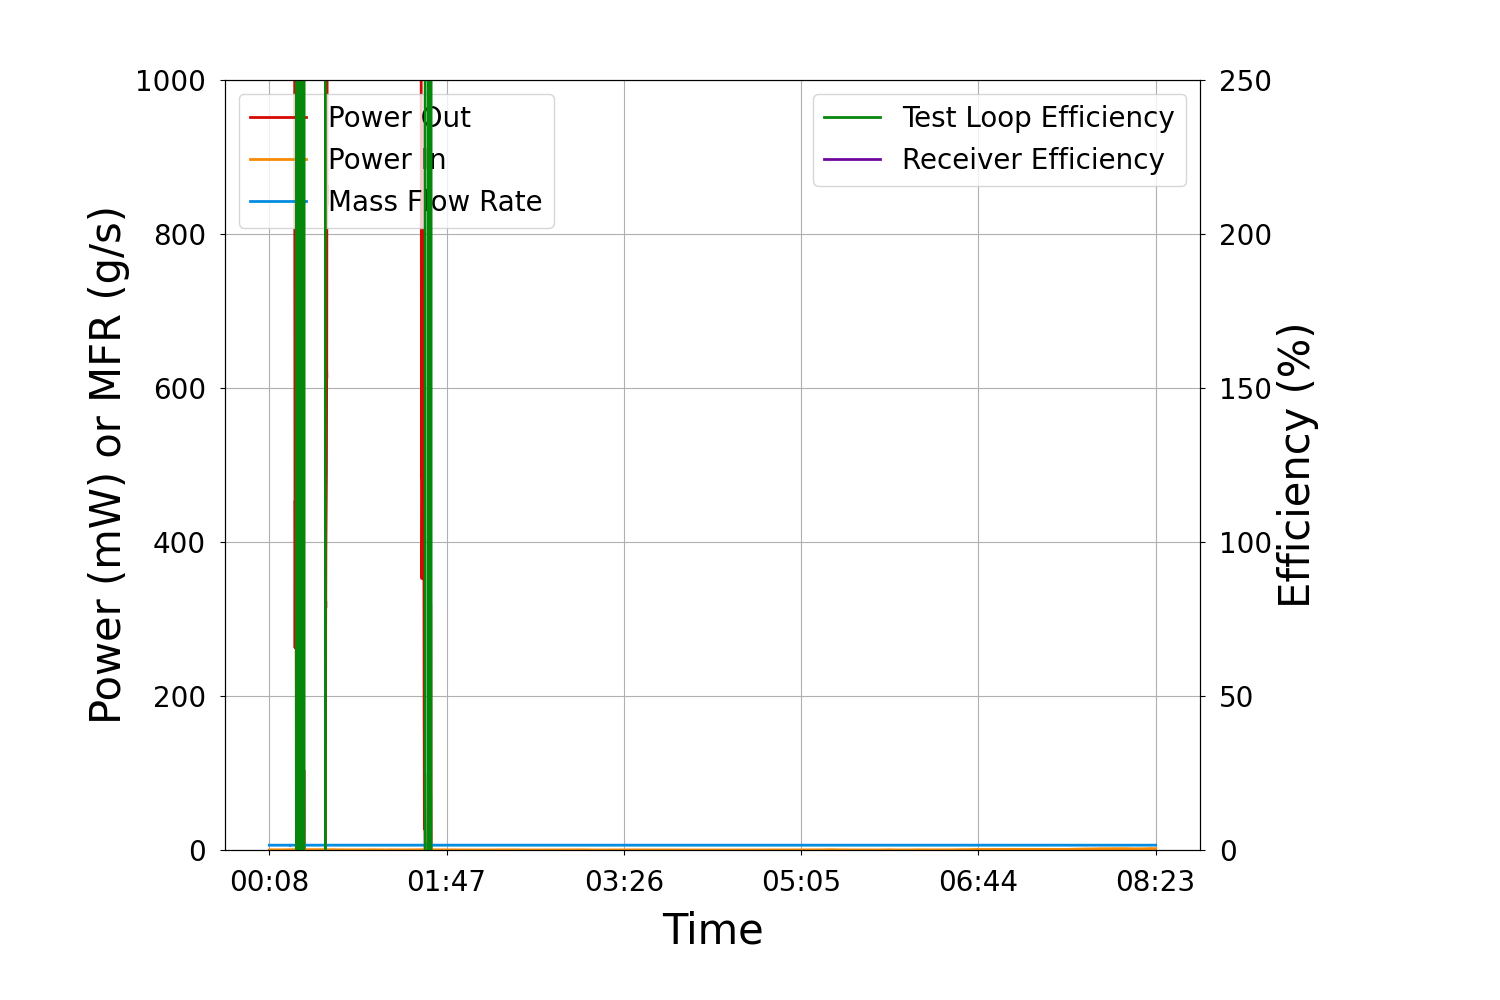 1000
800
600
400
200
0
Power (mW) or MFR (g/s)
Power Out
Power In
Mass Flow Rate
Test Loop Efficiency
Receiver Efficiency
250
200
150
100
50
0
Efficiency (%)
00:08 01:47 03:26 05:05 06:44 08:23
Time